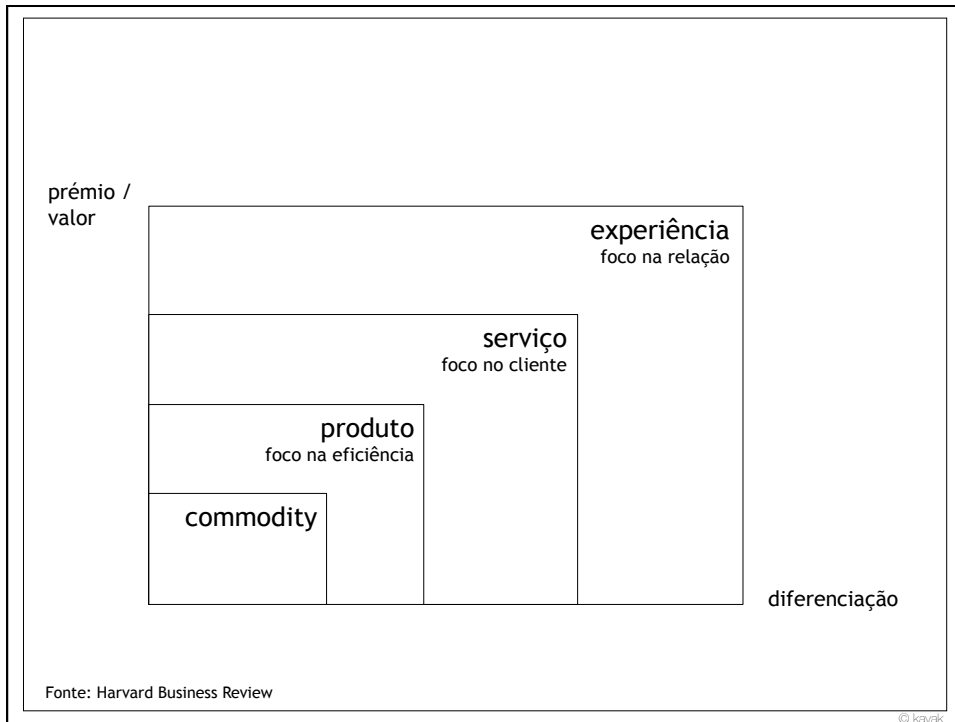 prémio /
valor
experiência
foco na relação
serviço
foco no cliente
produto
foco na eficiência
commodity
diferenciação
Fonte: Harvard Business Review
© kayak